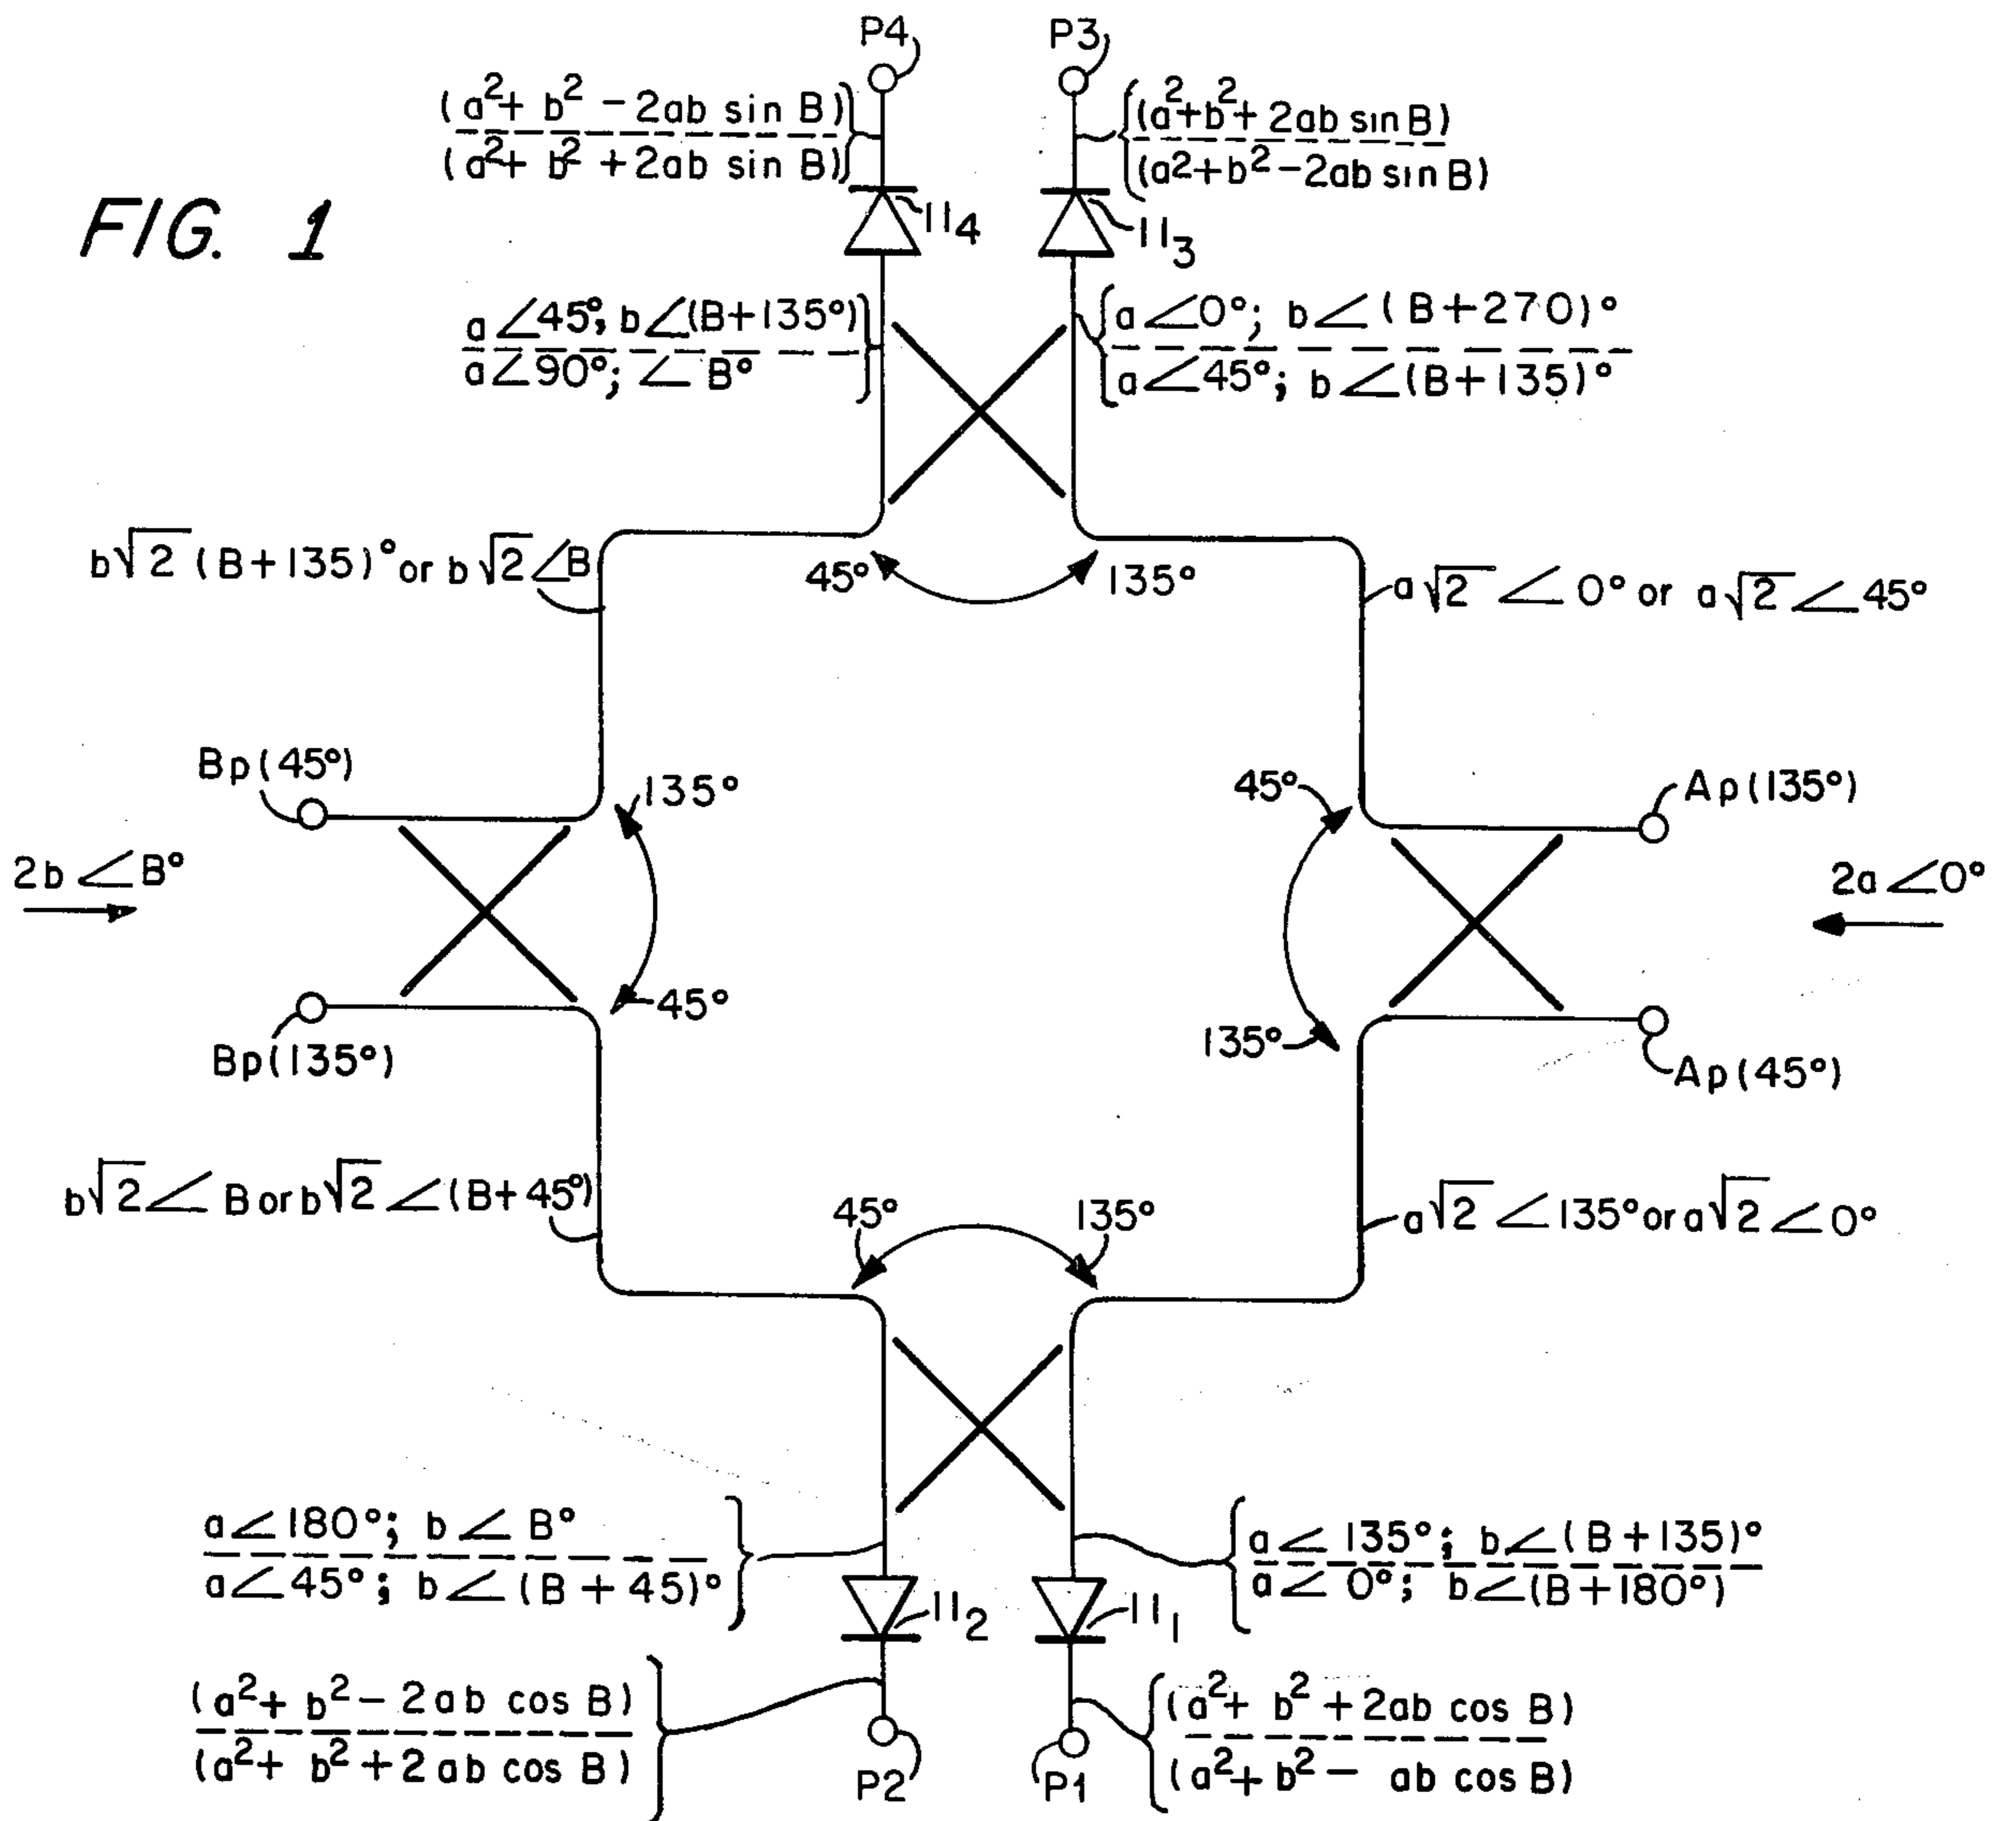 P4
P3
(a²+ b² - 2ab sin B)
(a²+ b² + 2ab sin B)
(a²+b²+ 2ab sin B)
(a²+b²-2ab sin B)
FIG. 1
11₄
11₃
a∠45°; b∠(B+135°)
a∠90°; ∠B°
a∠0°; b∠(B+270)°
a∠45°; b∠(B+135)°
b√2 (B+135)° or b√2∠B
45°
135°
a√2 ∠ 0° or a√2∠45°
Bp(45°)
135°
45°
Ap(135°)
2b ∠B°
2a∠0°
45°
Bp(135°)
135°
Ap(45°)
b√2∠ B or b√2 ∠(B+45°)
45°
135°
a√2 ∠135° or a√2∠0°
a∠180°; b∠B°
a∠45°; b∠(B+45)°
a∠135°; b∠(B+135)°
a∠0°; b∠(B+180°)
11₂
11₁
(a²+ b² - 2ab cos B)
(a²+ b² + 2ab cos B)
(a²+ b² + 2ab cos B)
(a²+b² - ab cos B)
P2
P1